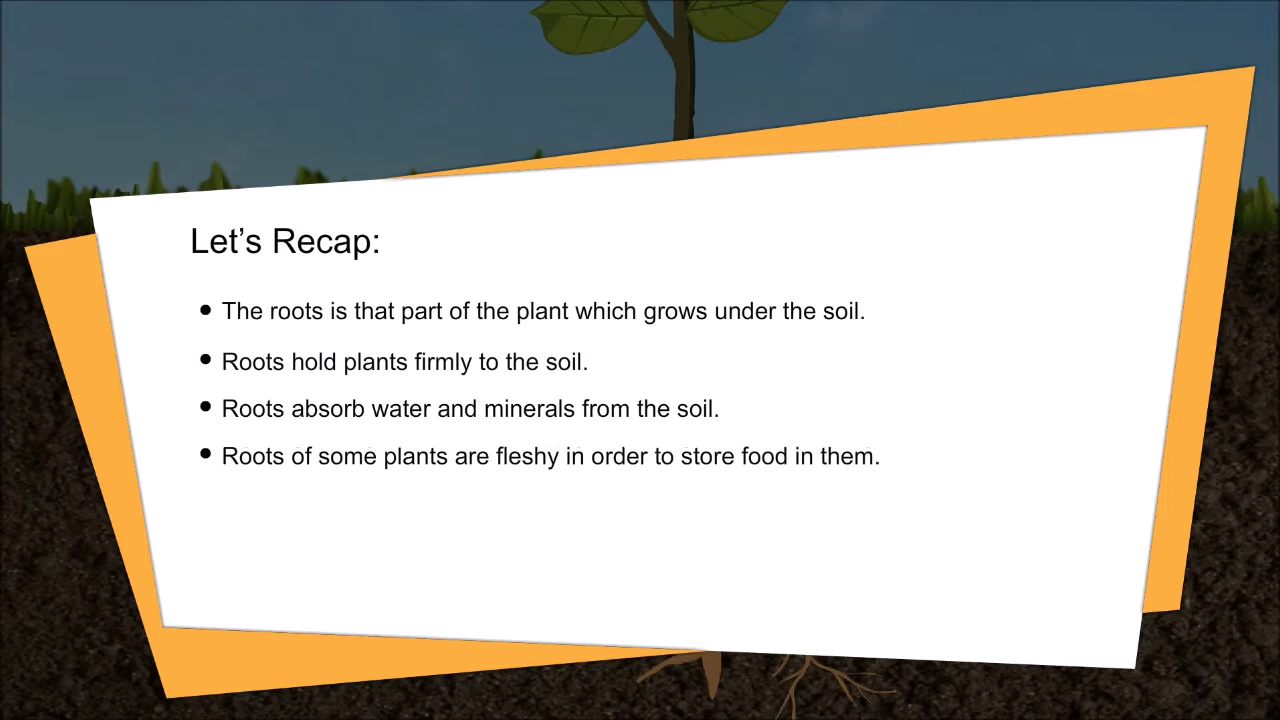 Let’s Recap:
• The roots is that part of the plant which grows under the soil.
• Roots hold plants firmly to the soil.
• Roots absorb water and minerals from the soil.
• Roots of some plants are fleshy in order to store food in them.